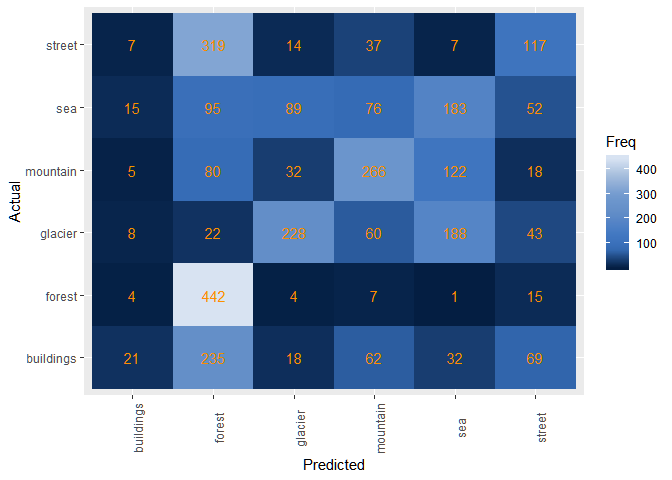 street 7 319 14 37 7 117
sea 15 95 89 76 183 52
Freq
400
300
200
100
mountain 5 80 32 266 122 18
Actual
glacier 8 22 228 60 188 43
forest 4 442 4 7 1 15
buildings 21 235 18 62 32 69
buildings forest glacier mountain sea street
Predicted